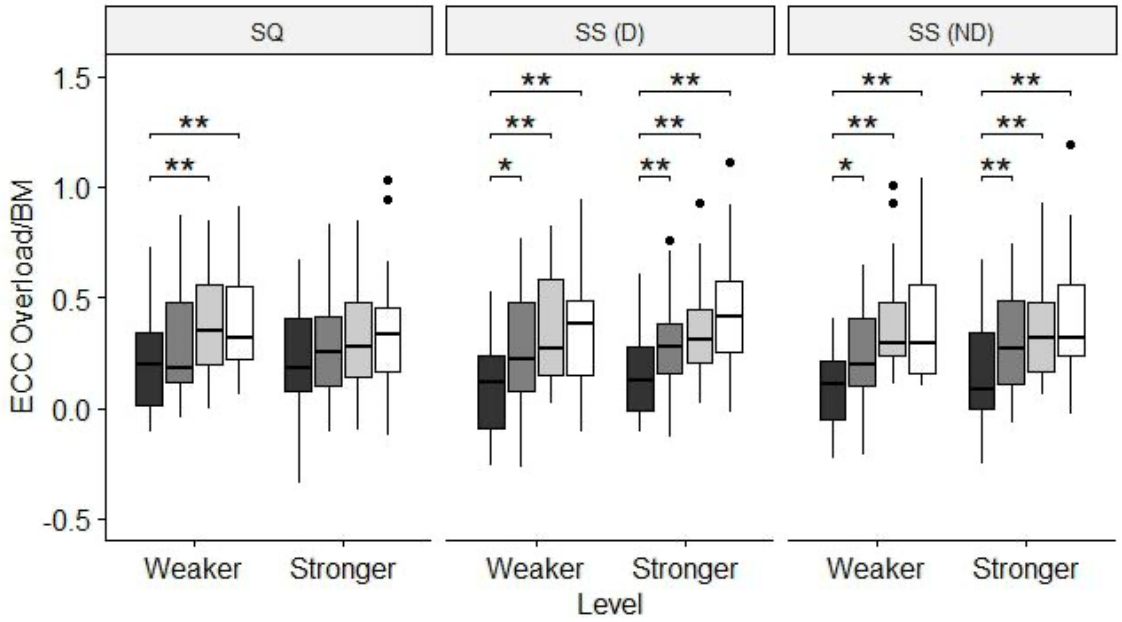 SQ SS (D) SS (ND)
1.5
** ** ** **
** ** ** ** **
** * ** * **
1.0
ECC Overload/BM
0.5
0.0
-0.5
Weaker Stronger Weaker Stronger Weaker Stronger
Level